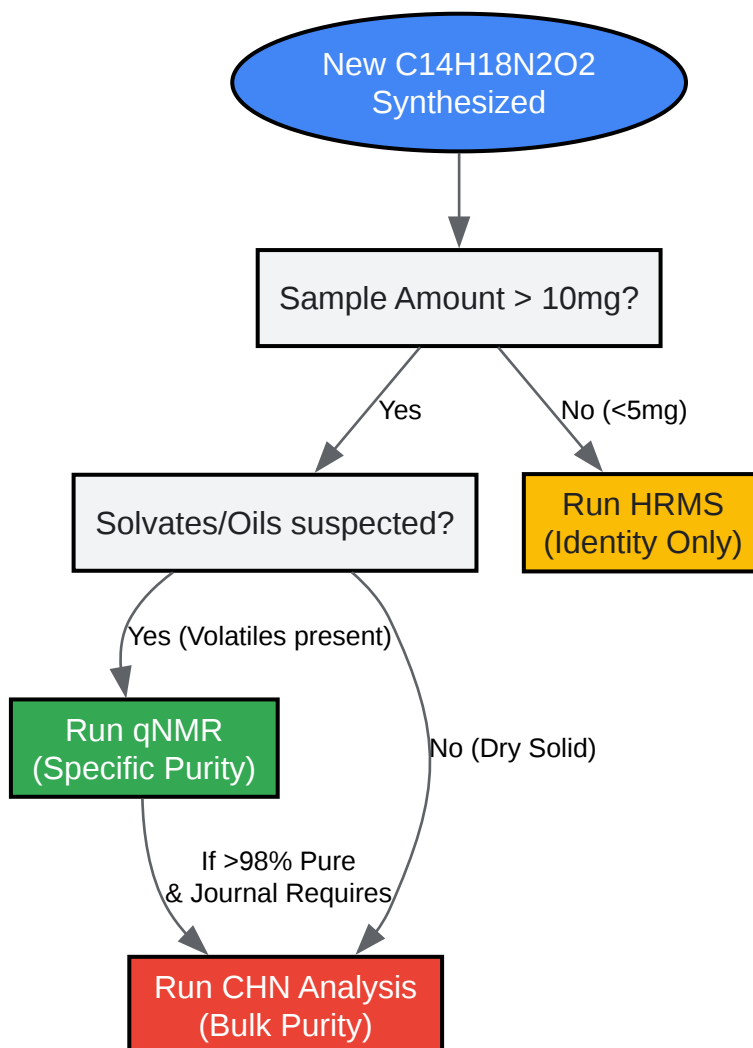 New C14H18N2O2
Synthesized
Sample Amount > 10mg?
Yes
No (<5mg)
Solvates/Oils suspected?
Run HRMS
(Identity Only)
Yes (Volatiles present)
Run qNMR
(Specific Purity)
No (Dry Solid)
If >98% Pure
& Journal Requires
Run CHN Analysis
(Bulk Purity)